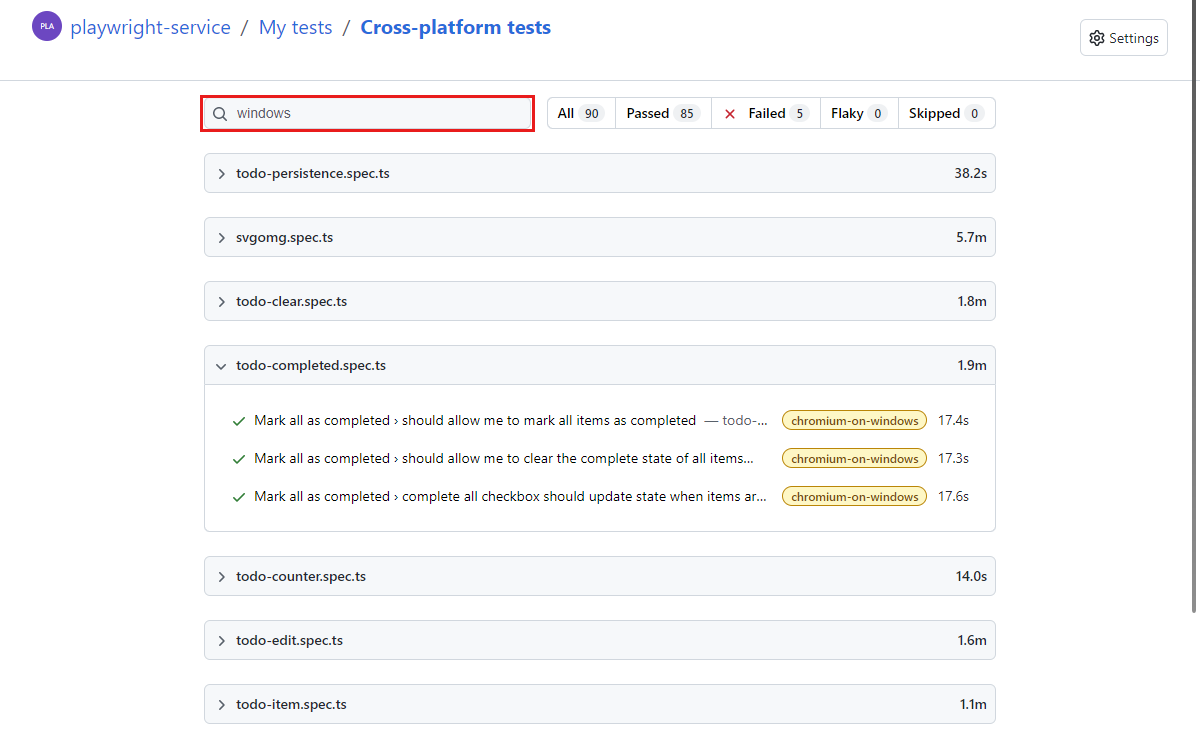 PLA playwright-service / My tests / Cross-platform tests
Settings
windows
All 90 Passed 85 Failed 5 Flaky 0 Skipped 0
todo-persistence.spec.ts 38.2s
svgomg.spec.ts 5.7m
todo-clear.spec.ts 1.8m
todo-completed.spec.ts 1.9m
Mark all as completed › should allow me to mark all items as completed — todo-... chromium-on-windows 17.4s
Mark all as completed › should allow me to clear the complete state of all items... chromium-on-windows 17.3s
Mark all as completed › complete all checkbox should update state when items ar... chromium-on-windows 17.6s
todo-counter.spec.ts 14.0s
todo-edit.spec.ts 1.6m
todo-item.spec.ts 1.1m